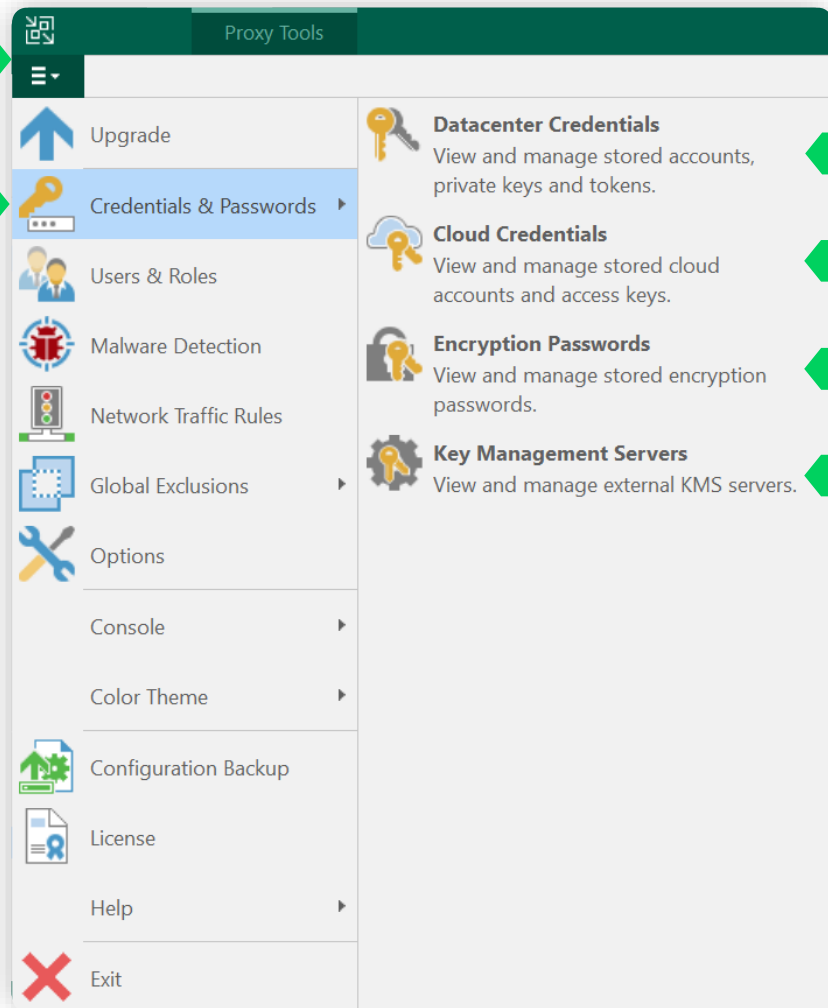 Proxy Tools
Upgrade
Credentials & Passwords
Users & Roles
Malware Detection
Network Traffic Rules
Global Exclusions
Options
Console
Color Theme
Configuration Backup
License
Help
Exit
Datacenter Credentials
View and manage stored accounts,
private keys and tokens.
Cloud Credentials
View and manage stored cloud
accounts and access keys.
Encryption Passwords
View and manage stored encryption
passwords.
Key Management Servers
View and manage external KMS servers.